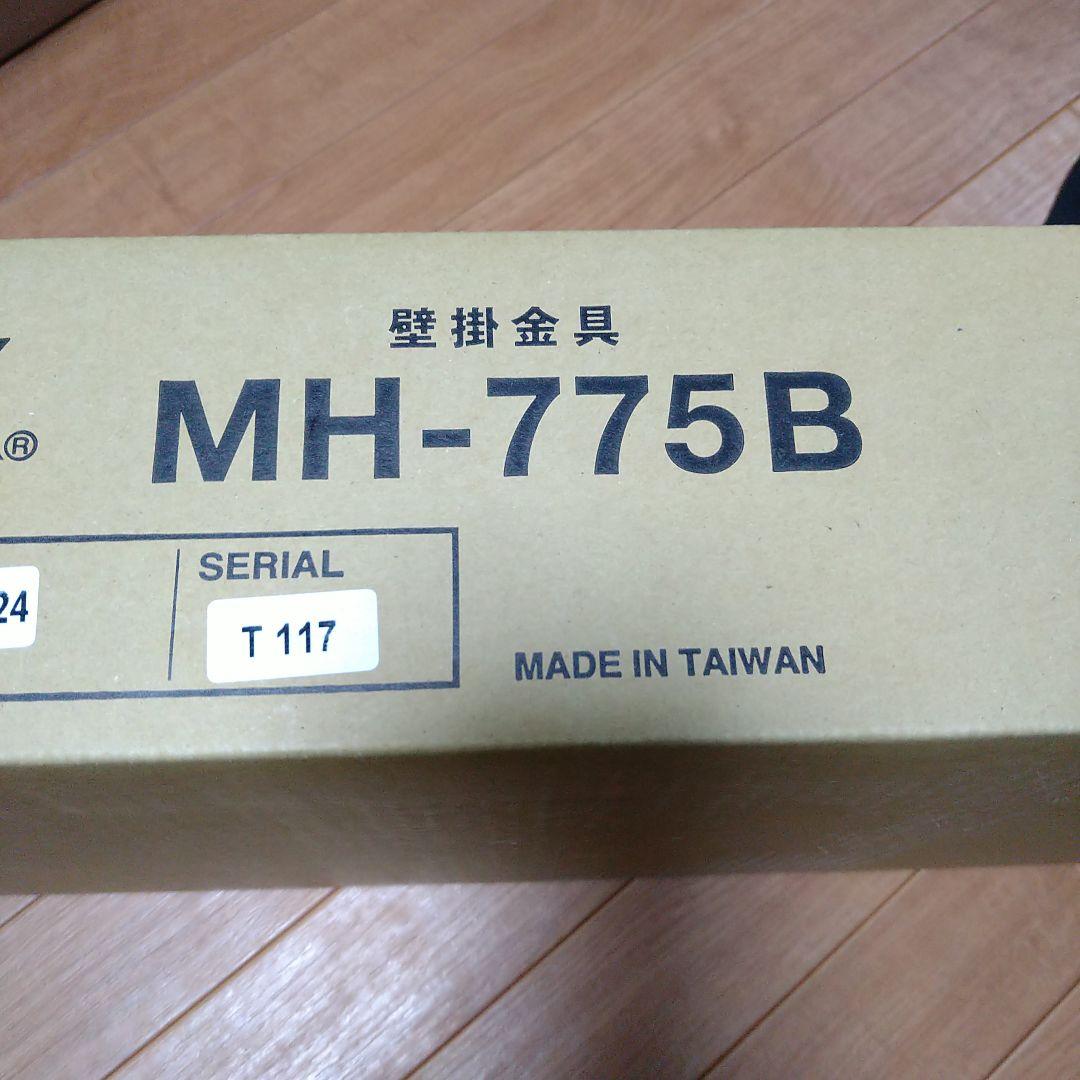 壁掛金具
MH-775B
®
SERIAL
24
T 117
MADE IN TAIWAN